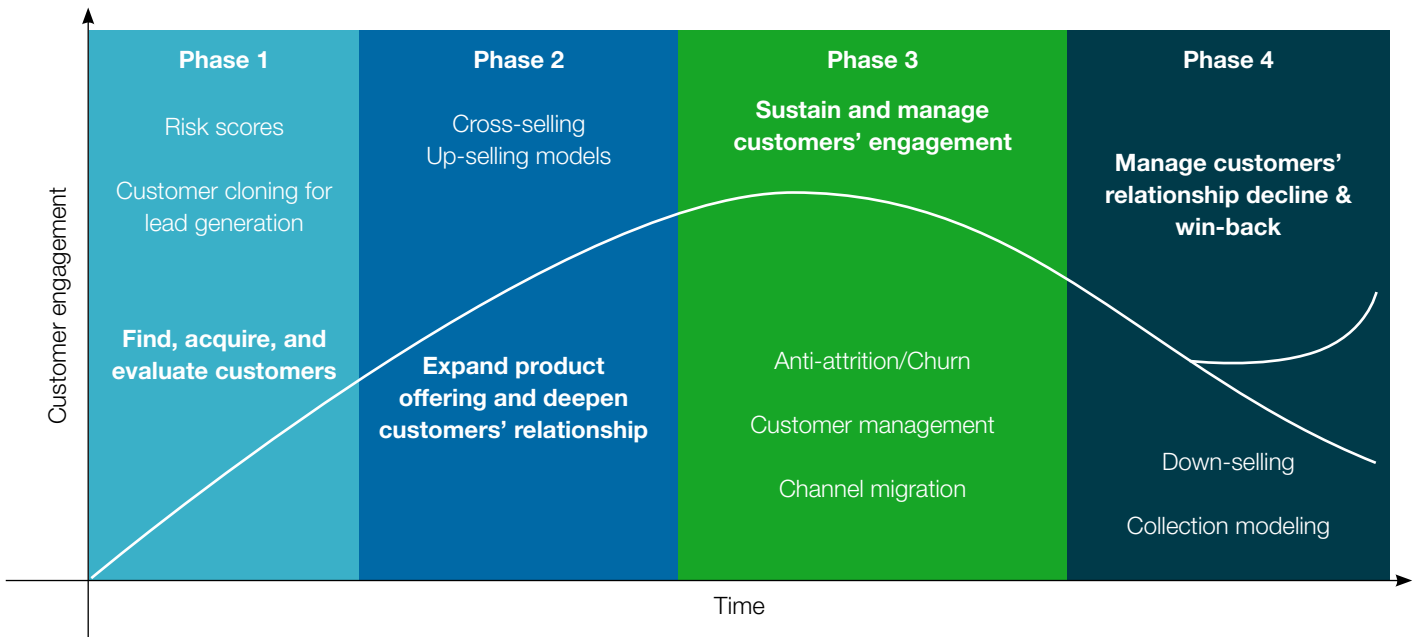 Phase 1
Risk scores
Customer cloning for
lead generation
Find, acquire, and
evaluate customers
Phase 2
Cross-selling
Up-selling models
Expand product
offering and deepen
customers’ relationship
Phase 3
Sustain and manage
customers’ engagement
Anti-attrition/Churn
Customer management
Channel migration
Phase 4
Manage customers’
relationship decline &
win-back
Down-selling
Collection modeling
Customer engagement
Time